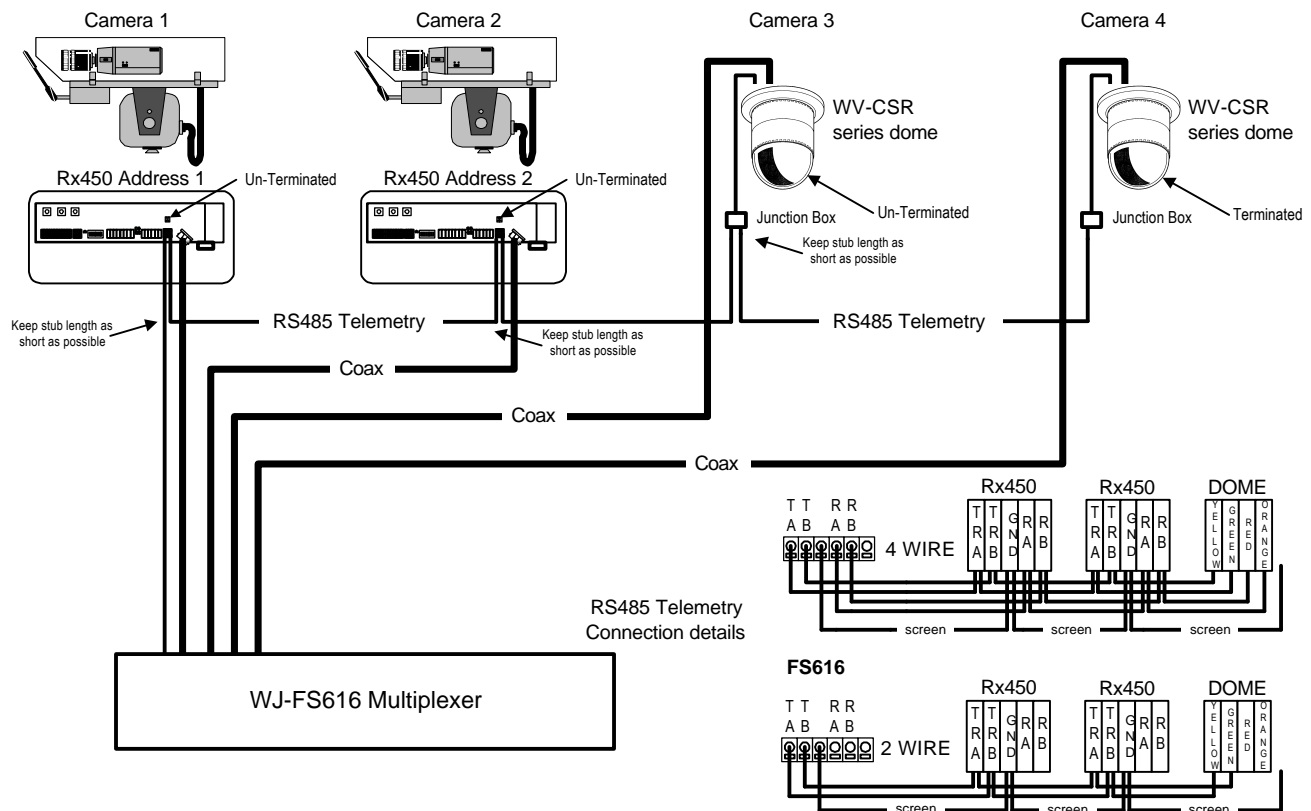 Camera 1
Camera 2
Camera 3
Camera 4
WV-CSR
series dome
WV-CSR
series dome
Rx450 Address 1
Un-Terminated
Rx450 Address 2
Un-Terminated
Junction Box
Un-Terminated
Junction Box
Terminated
Keep stub length as
short as possible
Keep stub length as
short as possible
RS485 Telemetry
Keep stub length as
short as possible
RS485 Telemetry
Coax
Coax
Coax
RS485 Telemetry
Connection details
WJ-FS616 Multiplexer
T T R R
A B A B
4 WIRE
Rx450
TRA TRB GND RA RB
Rx450
TRA TRB GND RA RB
DOME
YELLOW GREEN RED ORANGE
screen
screen
screen
FS616
T T R R
A B A B
2 WIRE
Rx450
TRA TRB GND RA RB
Rx450
TRA TRB GND RA RB
DOME
YELLOW GREEN RED ORANGE
screen
screen
screen